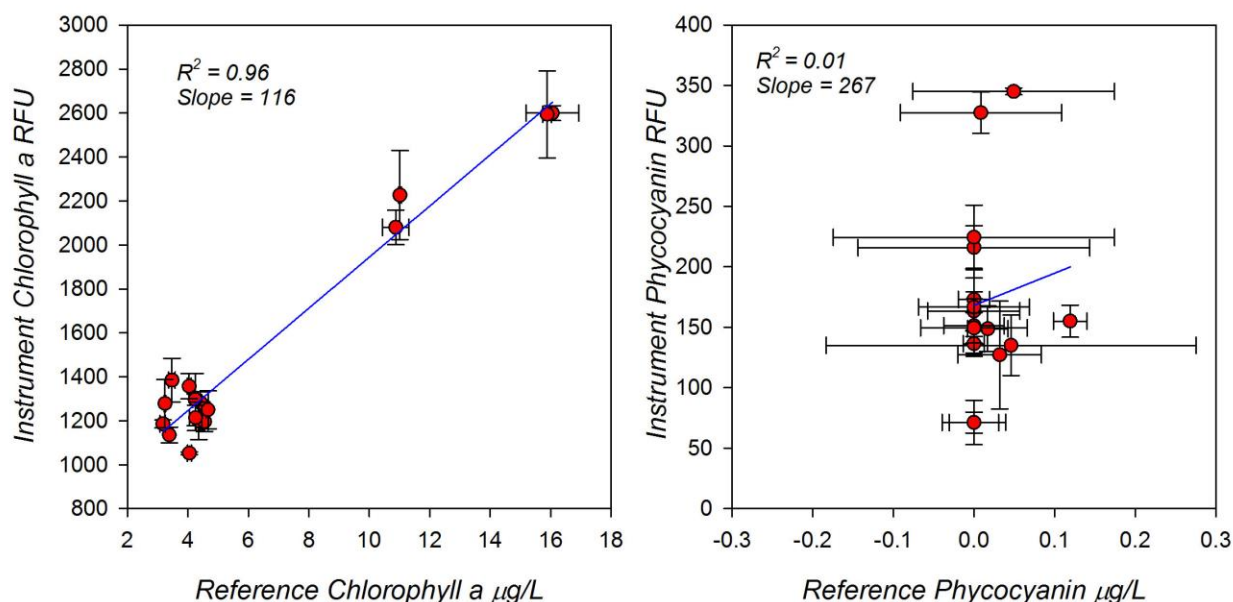 R² = 0.96
Slope = 116
Instrument Chlorophyll a RFU
3000
2800
2600
2400
2200
2000
1800
1600
1400
1200
1000
800
2 4 6 8 10 12 14 16 18
Reference Chlorophyll a μg/L
R² = 0.01
Slope = 267
Instrument Phycocyanin RFU
400
350
300
250
200
150
100
50
0
-0.3 -0.2 -0.1 0.0 0.1 0.2 0.3
Reference Phycocyanin μg/L